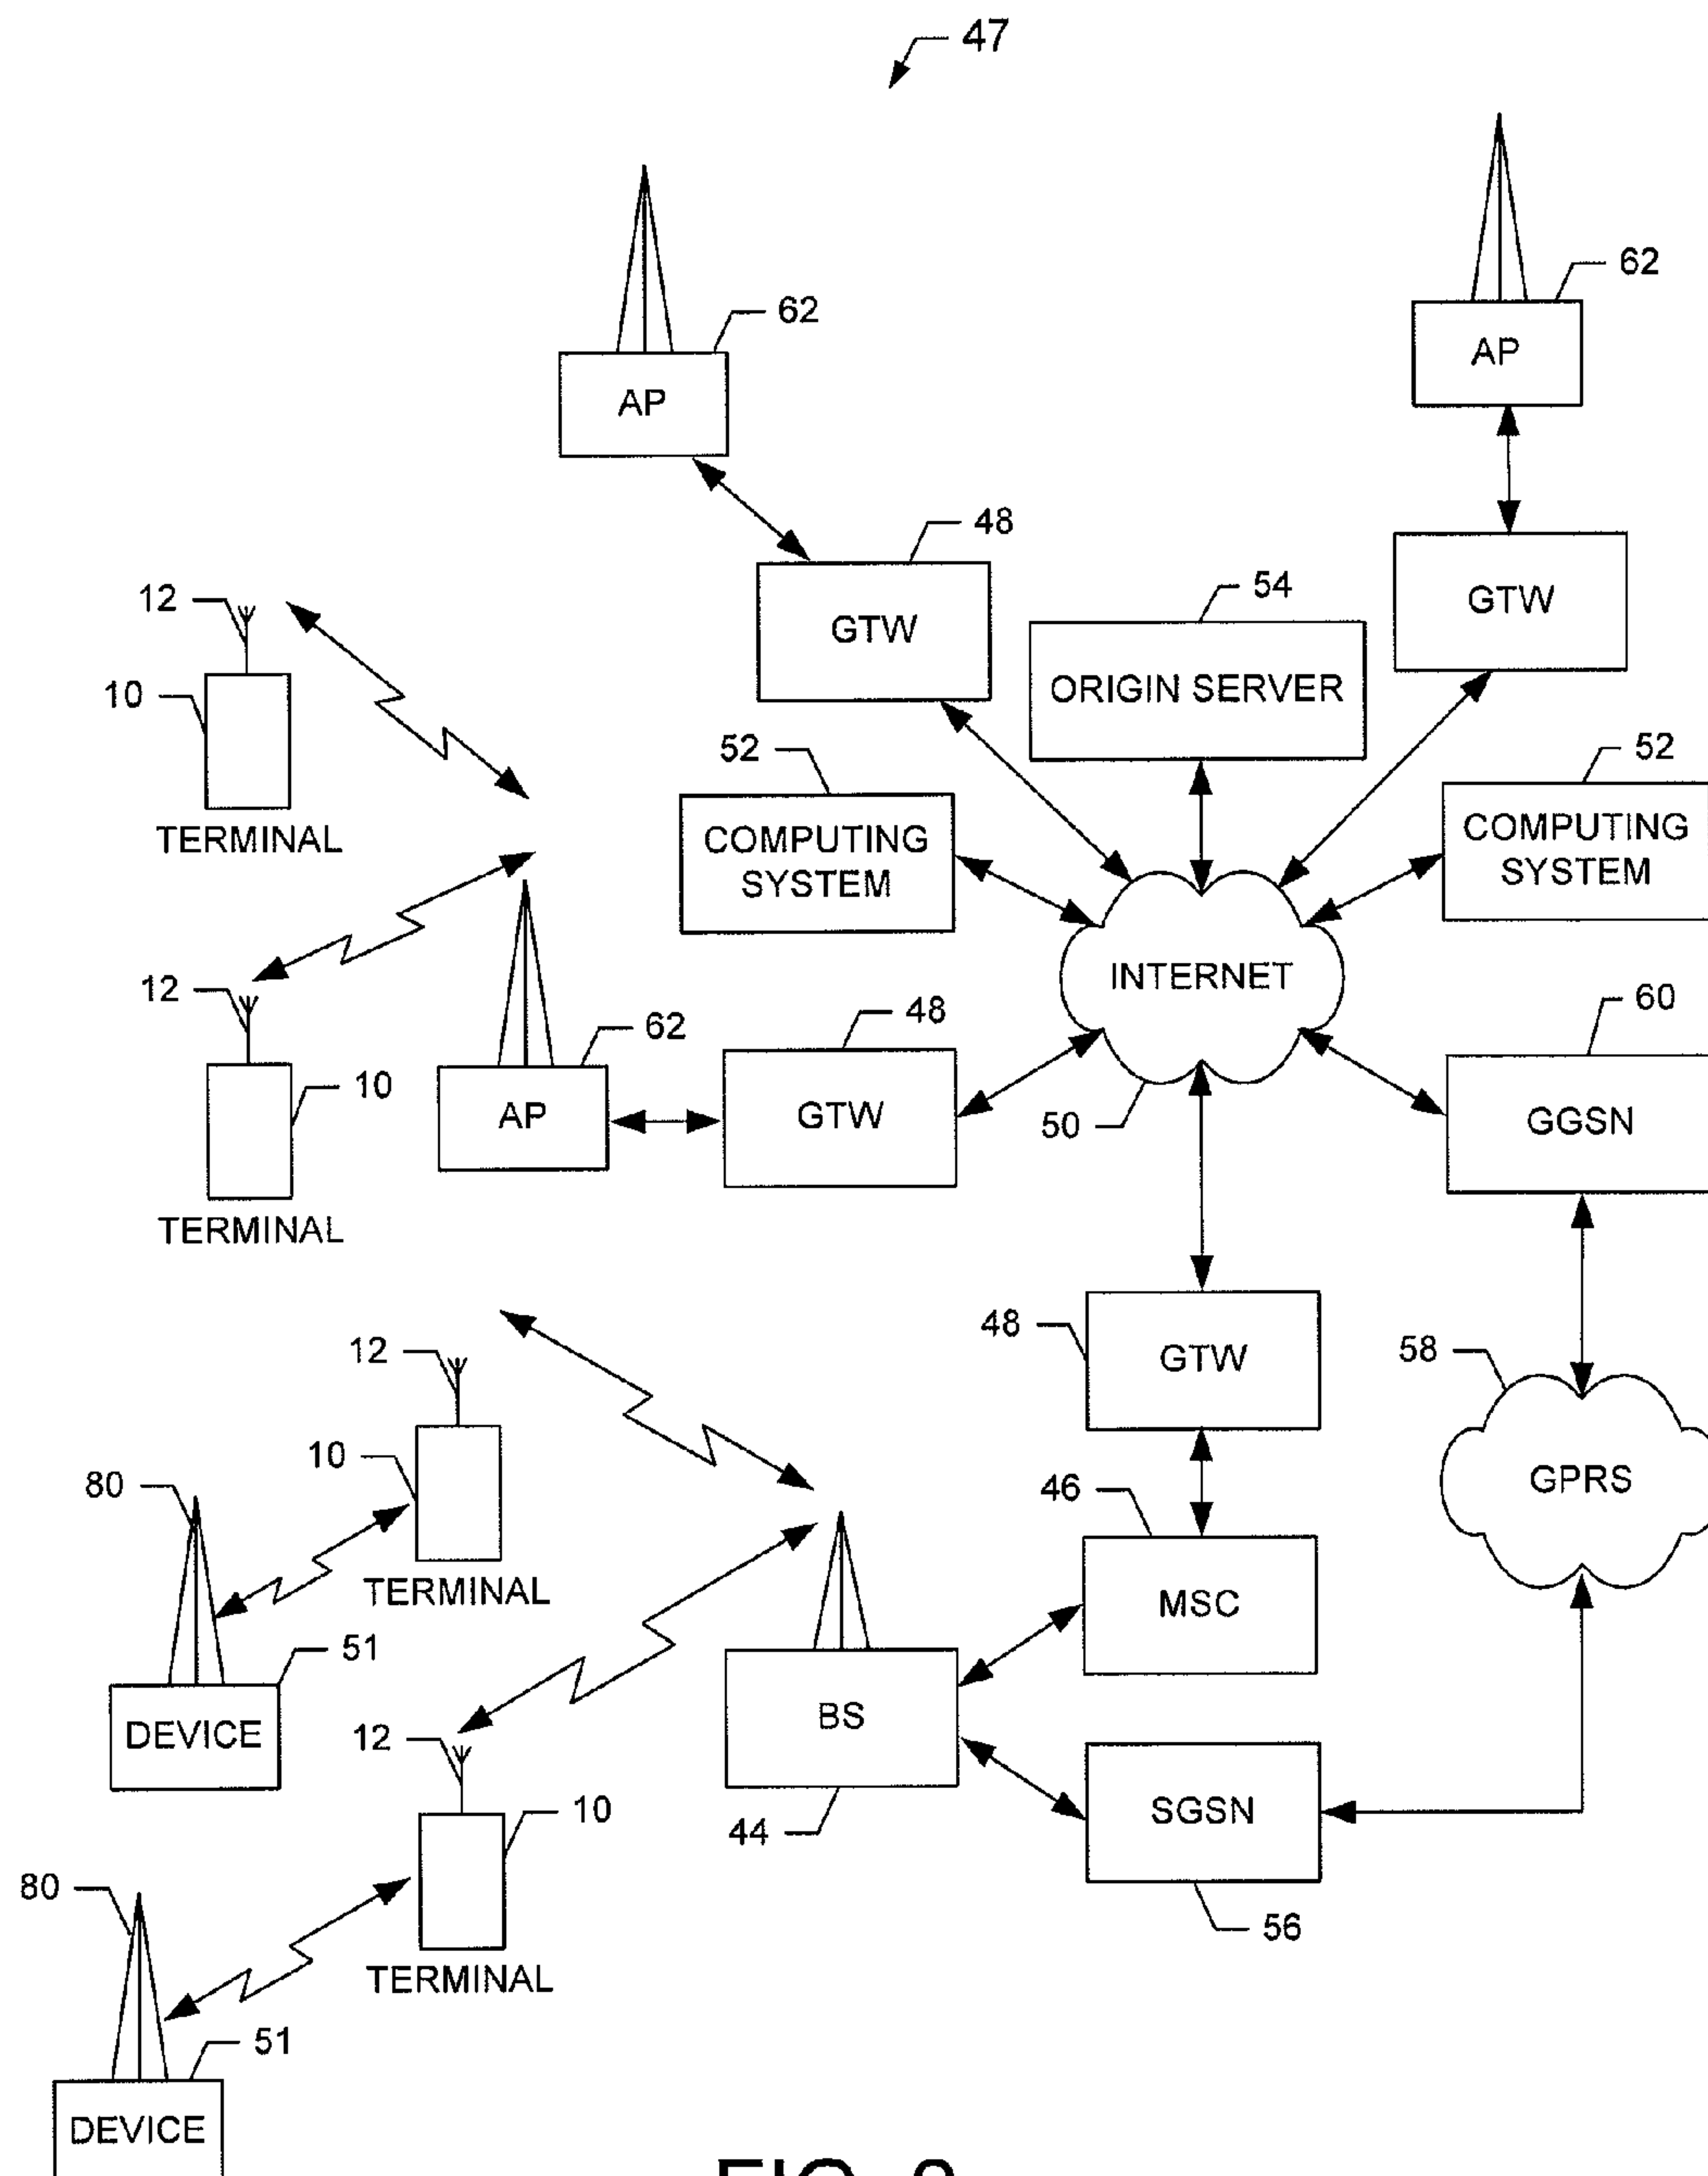 47
62
AP
62
AP
48
GTW
GTW
54
ORIGIN SERVER
12
10
TERMINAL
52
COMPUTING
SYSTEM
52
COMPUTING
SYSTEM
INTERNET
50
12
10
TERMINAL
62
AP
48
GTW
60
GGSN
48
GTW
58
GPRS
12
10
TERMINAL
80
51
DEVICE
46
MSC
BS
44
SGSN
56
12
10
TERMINAL
80
51
DEVICE